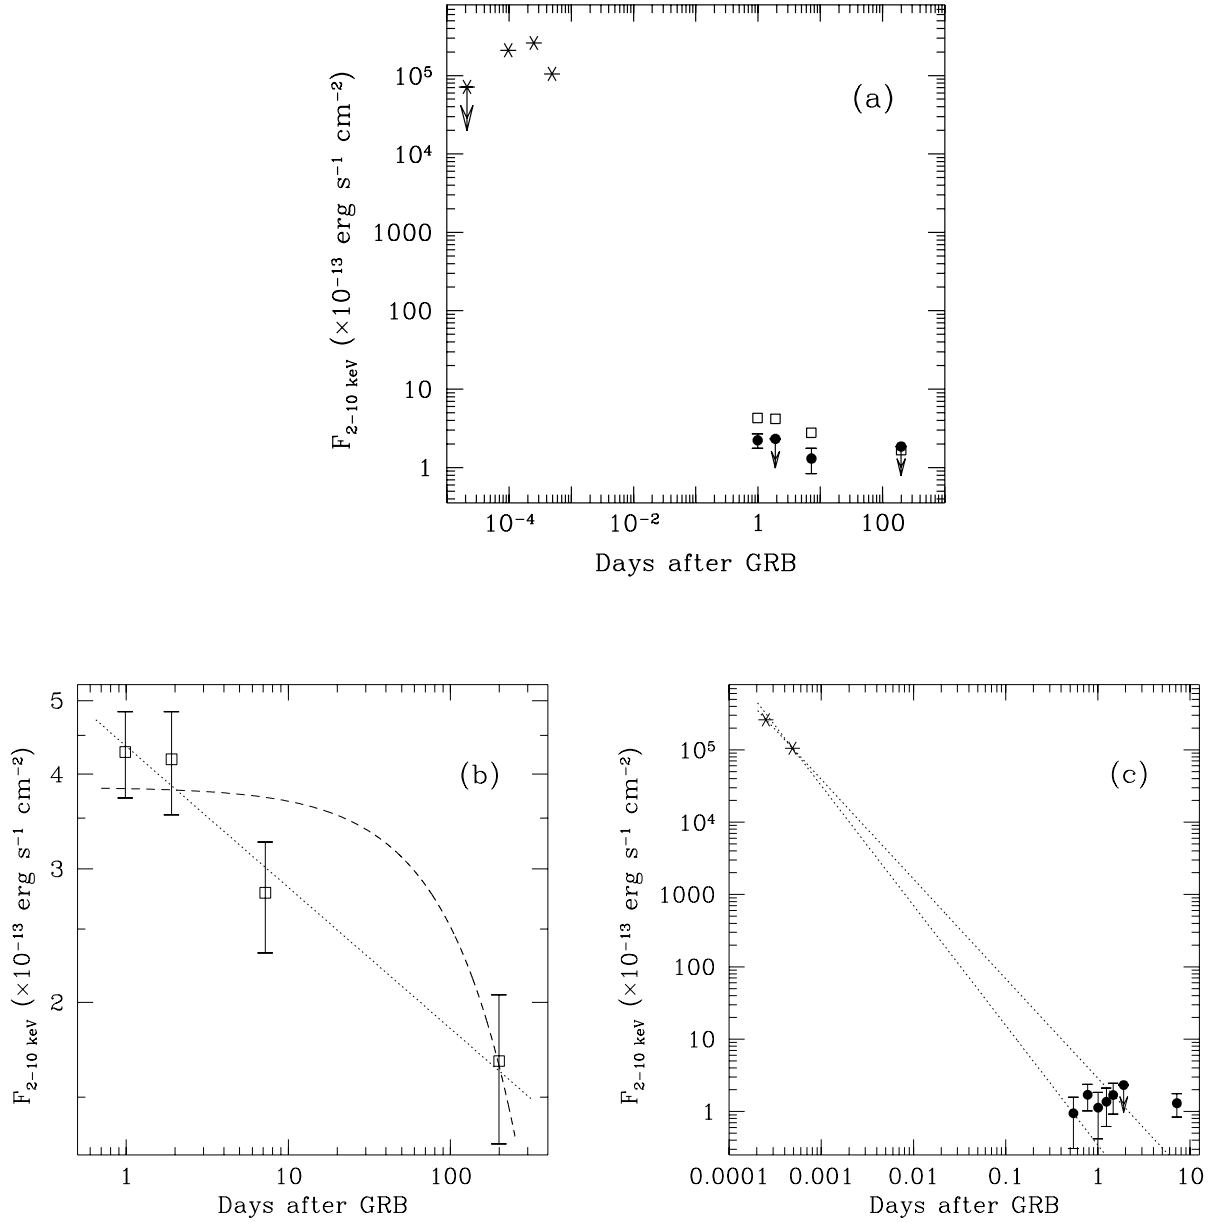 (a)
F₂₋₁₀ keV (×10⁻¹³ erg s⁻¹ cm⁻²)
10⁵
10⁴
1000
100
10
1
10⁻⁴ 10⁻² 1 100
Days after GRB
(b)
F₂₋₁₀ keV (×10⁻¹³ erg s⁻¹ cm⁻²)
5
4
3
2
1 10 100
Days after GRB
(c)
F₂₋₁₀ keV (×10⁻¹³ erg s⁻¹ cm⁻²)
10⁵
10⁴
1000
100
10
1
0.0001 0.001 0.01 0.1 1 10
Days after GRB